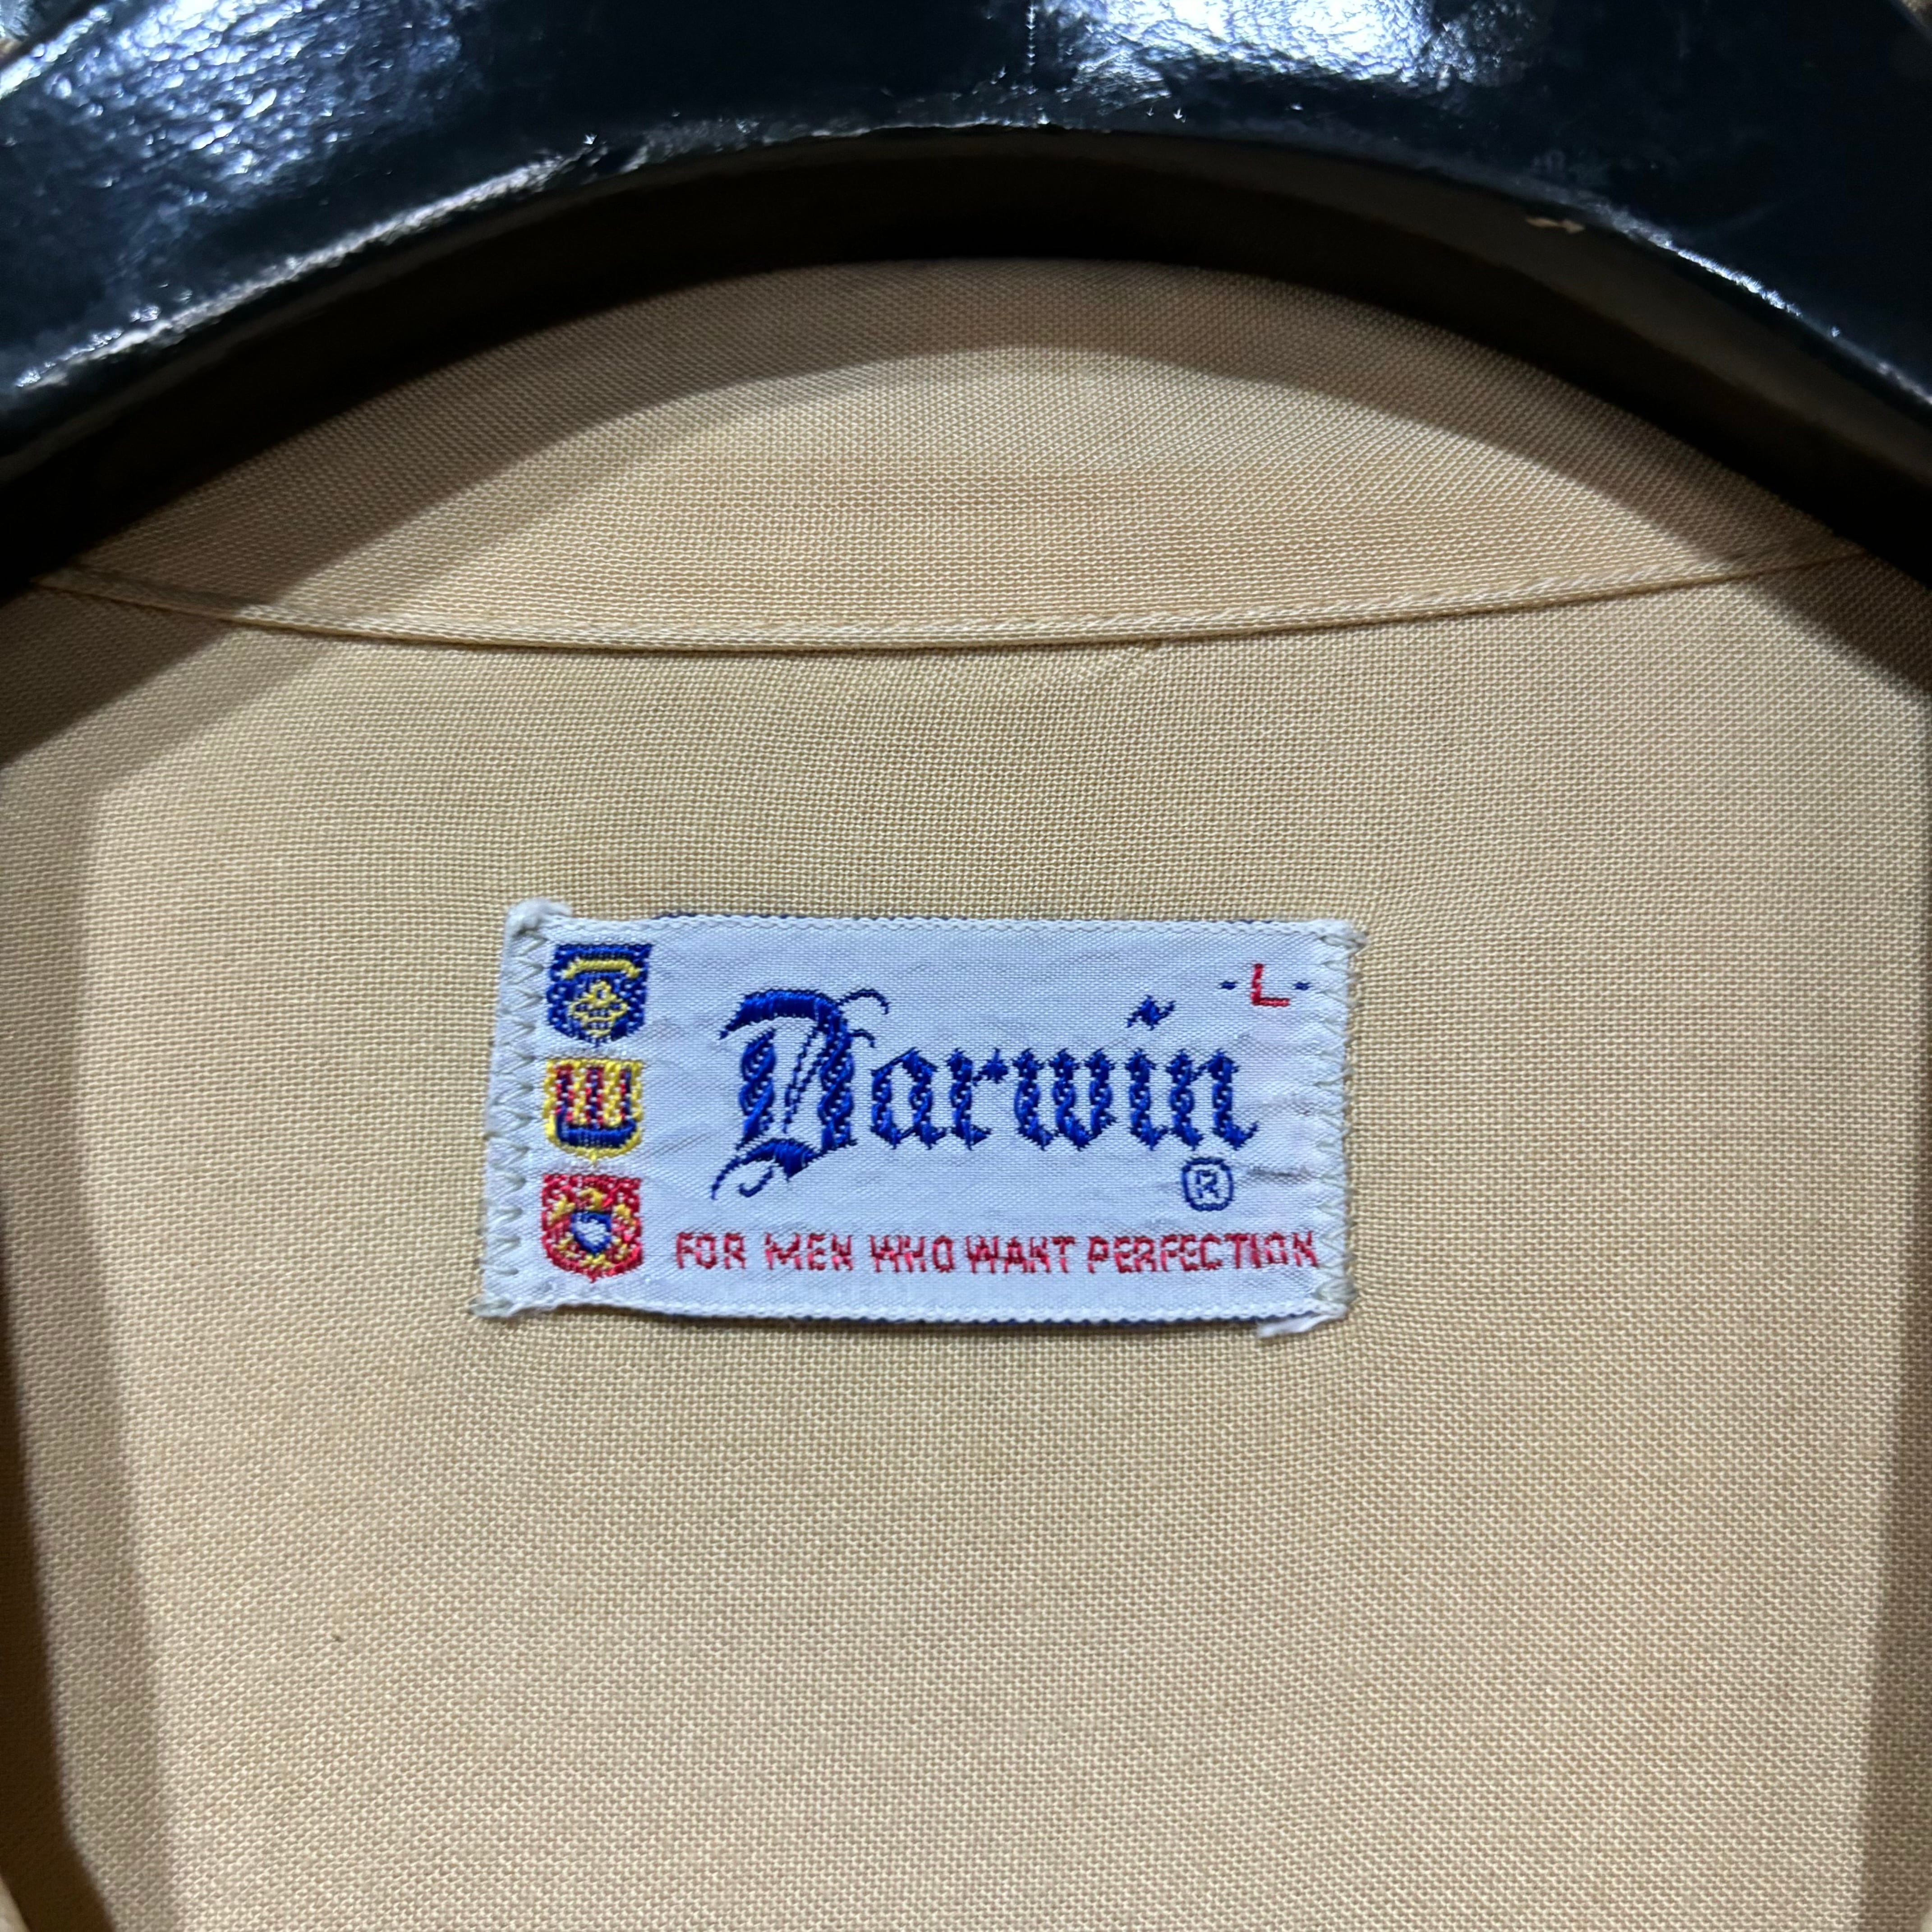 -L-
Darwin
®
FOR MEN WHO WANT PERFECTION